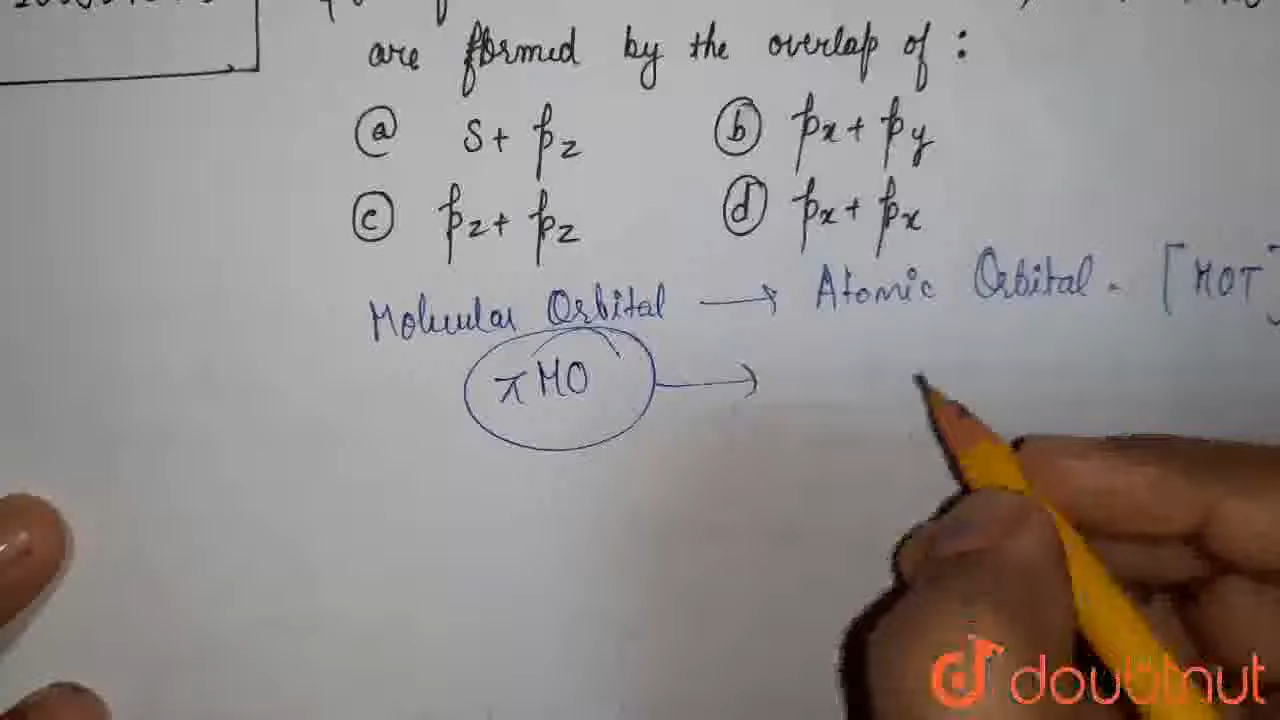 are formed by the overlap of :
(a) s + pz (b) px + py
(c) pz + pz (d) px + px
Molecular Orbital → Atomic Orbital. [MOT]
π MO →
doubtnut